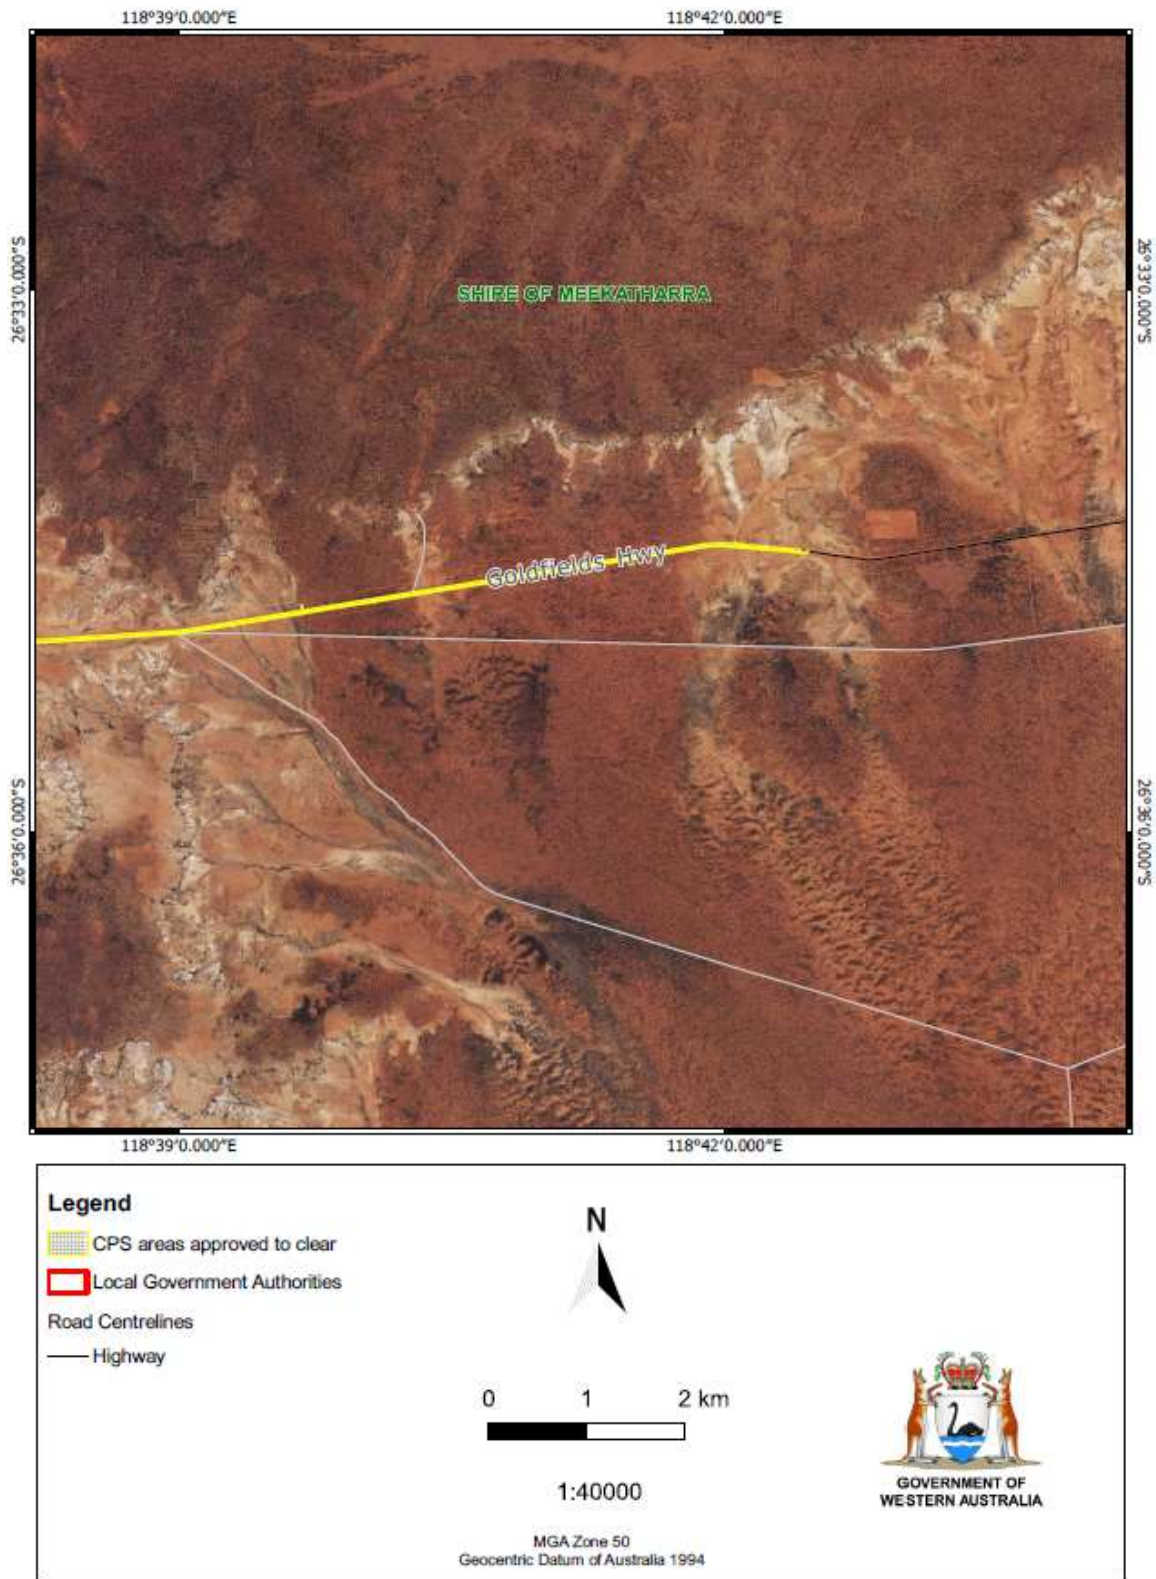 118°39'0.000"E
118°42'0.000"E
26°33'0.000"S
26°33'0.000"S
SHIRE OF MEEKATHARRA
Goldfields Hwy
26°36'0.000"S
26°36'0.000"S
118°39'0.000"E
118°42'0.000"E
Legend
CPS areas approved to clear
Local Government Authorities
Road Centrelines
Highway
N
0 1 2 km
1:40000
MGA Zone 50
Geocentric Datum of Australia 1994
GOVERNMENT OF
WESTERN AUSTRALIA